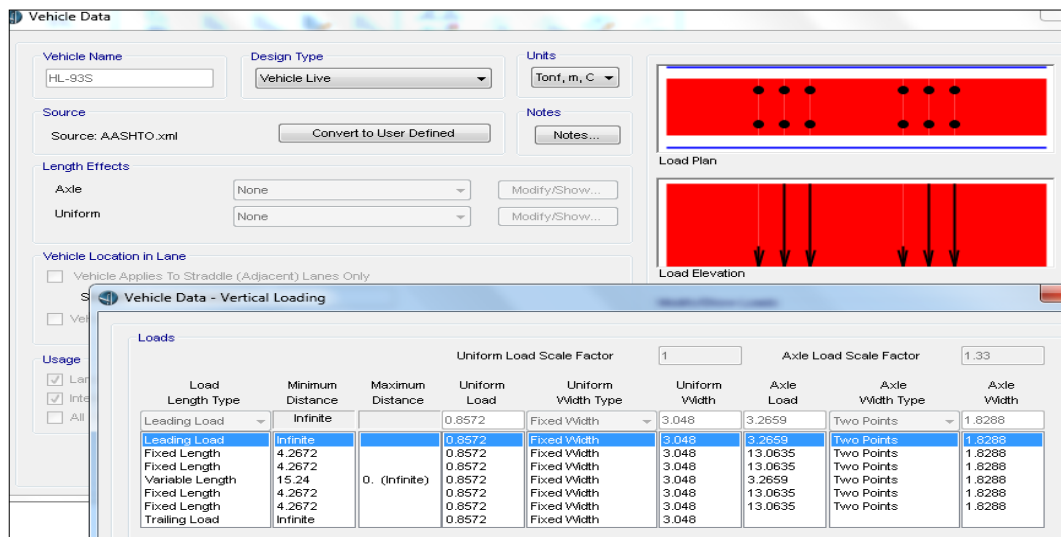 Vehicle Data
Vehicle Name
Design Type
Units
HL-93S
Vehicle Live
Tonf, m, C
Source
Notes
Source: AASHTO.xml
Convert to User Defined
Notes...
Load Plan
Length Effects
Axle
None
Modify/Show...
Uniform
None
Modify/Show...
Vehicle Location in Lane
Vehicle Applies To Straddle (Adjacent) Lanes Only
Load Elevation
S
Vehicle Data - Vertical Loading
Veh
Loads
Usage
Lan
Inte
All
Uniform Load Scale Factor 1 Axle Load Scale Factor 1.33
Load Minimum Maximum Uniform Uniform Uniform Axle Axle Axle
Length Type Distance Distance Load Width Type Width Load Width Type Width
Leading Load Infinite 0.8572 Fixed Width 3.048 3.2659 Two Points 1.8288
Leading Load Infinite 0.8572 Fixed Width 3.048 3.2659 Two Points 1.8288
Fixed Length 4.2672 0.8572 Fixed Width 3.048 13.0635 Two Points 1.8288
Fixed Length 4.2672 0.8572 Fixed Width 3.048 13.0635 Two Points 1.8288
Variable Length 15.24 0. (Infinite) 0.8572 Fixed Width 3.048 3.2659 Two Points 1.8288
Fixed Length 4.2672 0.8572 Fixed Width 3.048 13.0635 Two Points 1.8288
Fixed Length 4.2672 0.8572 Fixed Width 3.048 13.0635 Two Points 1.8288
Trailing Load Infinite 0.8572 Fixed Width 3.048